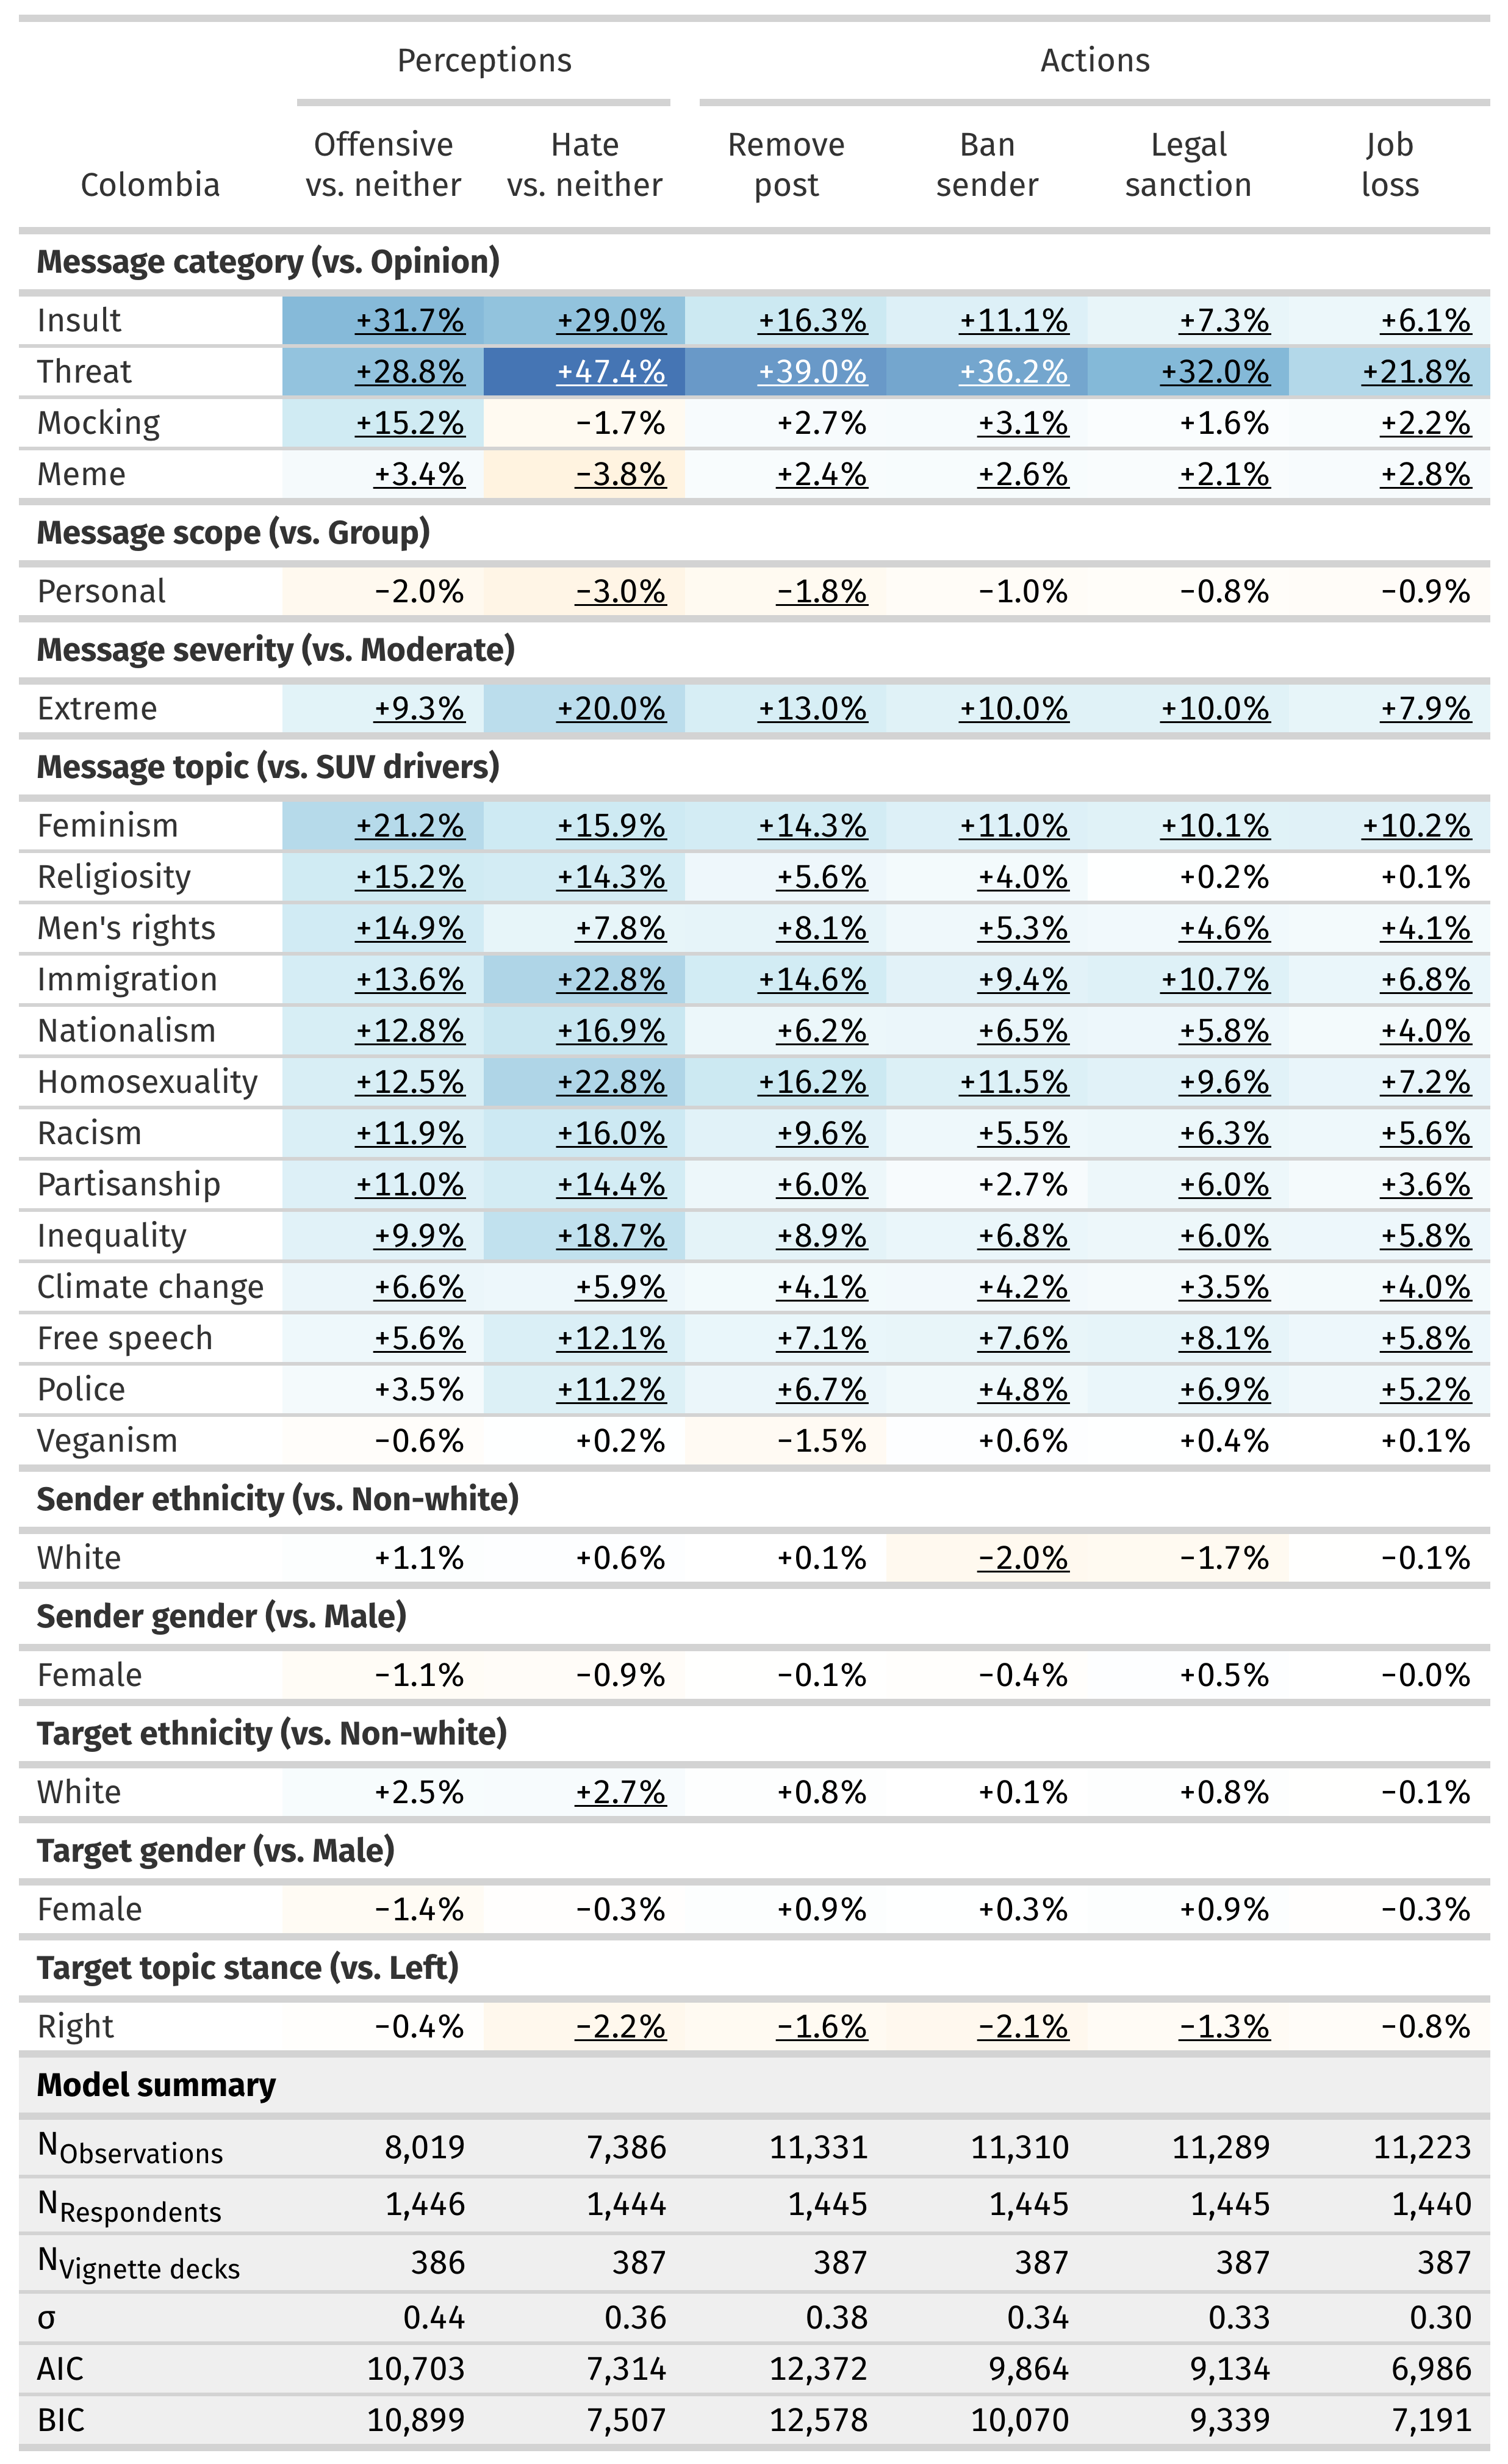 Perceptions Actions
Offensive Hate Remove Ban Legal Job
Colombia vs. neither vs. neither post sender sanction loss
Message category (vs. Opinion)
Insult +31.7% +29.0% +16.3% +11.1% +7.3% +6.1%
Threat +28.8% +47.4% +39.0% +36.2% +32.0% +21.8%
Mocking +15.2% −1.7% +2.7% +3.1% +1.6% +2.2%
Meme +3.4% −3.8% +2.4% +2.6% +2.1% +2.8%
Message scope (vs. Group)
Personal −2.0% −3.0% −1.8% −1.0% −0.8% −0.9%
Message severity (vs. Moderate)
Extreme +9.3% +20.0% +13.0% +10.0% +10.0% +7.9%
Message topic (vs. SUV drivers)
Feminism +21.2% +15.9% +14.3% +11.0% +10.1% +10.2%
Religiosity +15.2% +14.3% +5.6% +4.0% +0.2% +0.1%
Men's rights +14.9% +7.8% +8.1% +5.3% +4.6% +4.1%
Immigration +13.6% +22.8% +14.6% +9.4% +10.7% +6.8%
Nationalism +12.8% +16.9% +6.2% +6.5% +5.8% +4.0%
Homosexuality +12.5% +22.8% +16.2% +11.5% +9.6% +7.2%
Racism +11.9% +16.0% +9.6% +5.5% +6.3% +5.6%
Partisanship +11.0% +14.4% +6.0% +2.7% +6.0% +3.6%
Inequality +9.9% +18.7% +8.9% +6.8% +6.0% +5.8%
Climate change +6.6% +5.9% +4.1% +4.2% +3.5% +4.0%
Free speech +5.6% +12.1% +7.1% +7.6% +8.1% +5.8%
Police +3.5% +11.2% +6.7% +4.8% +6.9% +5.2%
Veganism −0.6% +0.2% −1.5% +0.6% +0.4% +0.1%
Sender ethnicity (vs. Non-white)
White +1.1% +0.6% +0.1% −2.0% −1.7% −0.1%
Sender gender (vs. Male)
Female −1.1% −0.9% −0.1% −0.4% +0.5% −0.0%
Target ethnicity (vs. Non-white)
White +2.5% +2.7% +0.8% +0.1% +0.8% −0.1%
Target gender (vs. Male)
Female −1.4% −0.3% +0.9% +0.3% +0.9% −0.3%
Target topic stance (vs. Left)
Right −0.4% −2.2% −1.6% −2.1% −1.3% −0.8%
Model summary
NObservations 8,019 7,386 11,331 11,310 11,289 11,223
NRespondents 1,446 1,444 1,445 1,445 1,445 1,440
NVignette decks 386 387 387 387 387 387
σ 0.44 0.36 0.38 0.34 0.33 0.30
AIC 10,703 7,314 12,372 9,864 9,134 6,986
BIC 10,899 7,507 12,578 10,070 9,339 7,191